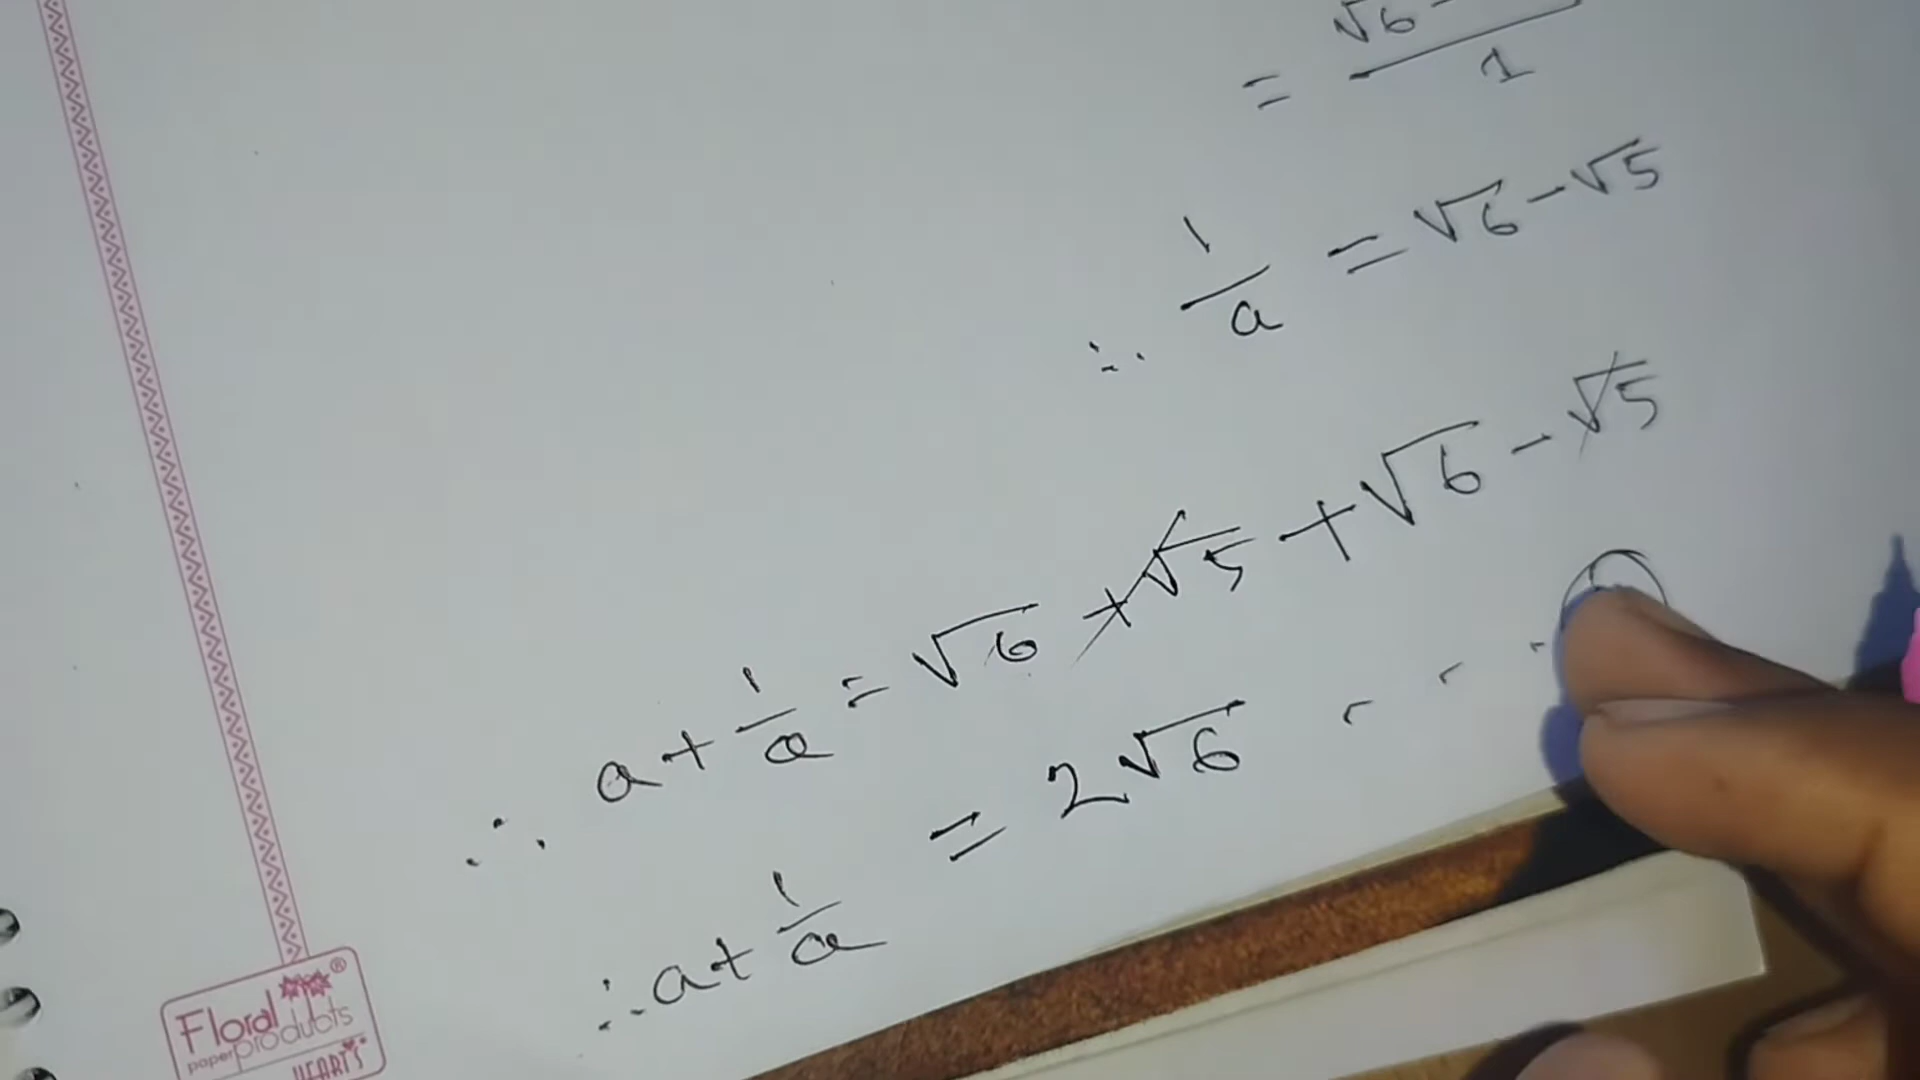 = √6 - / 1
∴ 1/a = √6 - √5
∴ a + 1/a = √6 + √5 + √6 - √5
∴ a + 1/a = 2√6 - - -
Floral®
paper products
HEARTS